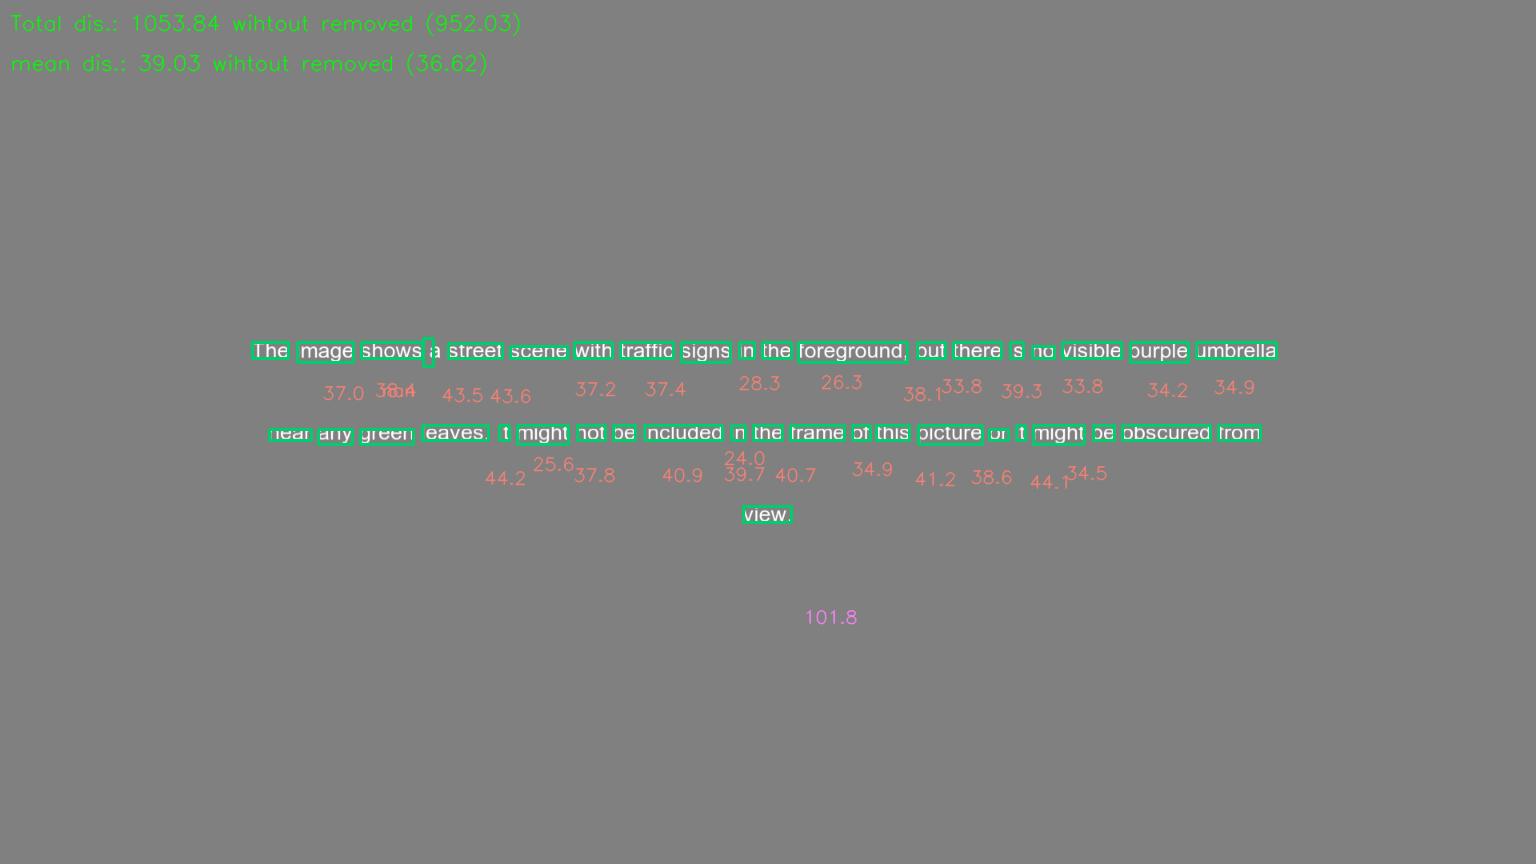 Total dis.: 1053.84 wihtout removed (952.03)
mean dis.: 39.03 wihtout removed (36.62)
The image shows a street scene with traffic signs in the foreground, but there is no visible purple umbrella
37.0 38.4 43.5 43.6 37.2 37.4 28.3 26.3 38.1 33.8 39.3 33.8 34.2 34.9
near any green leaves. It might not be included in the frame of this picture or it might be obscured from
44.2 25.6 37.8 40.9 24.0 39.7 40.7 34.9 41.2 38.6 44.1 34.5
view.
101.8